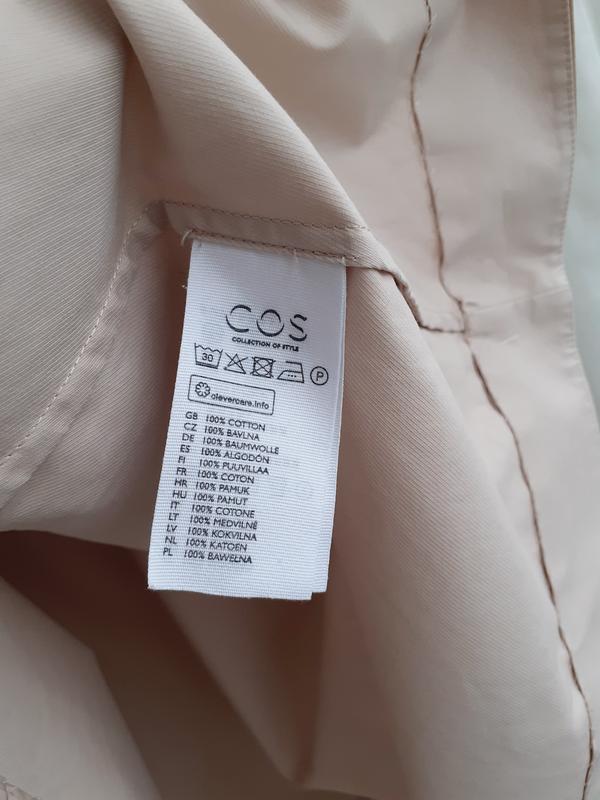 COS
COLLECTION OF STYLE
30 P
clevercare.info
GB 100% COTTON
CZ 100% BAVLNA
DE 100% BAUMWOLLE
ES 100% ALGODÓN
FI 100% PUUVILLAA
FR 100% COTON
HR 100% PAMUK
HU 100% PAMUT
IT 100% COTONE
LT 100% MEDVILNĖ
LV 100% KOKVILNA
NL 100% KATOEN
PL 100% BAWEŁNA